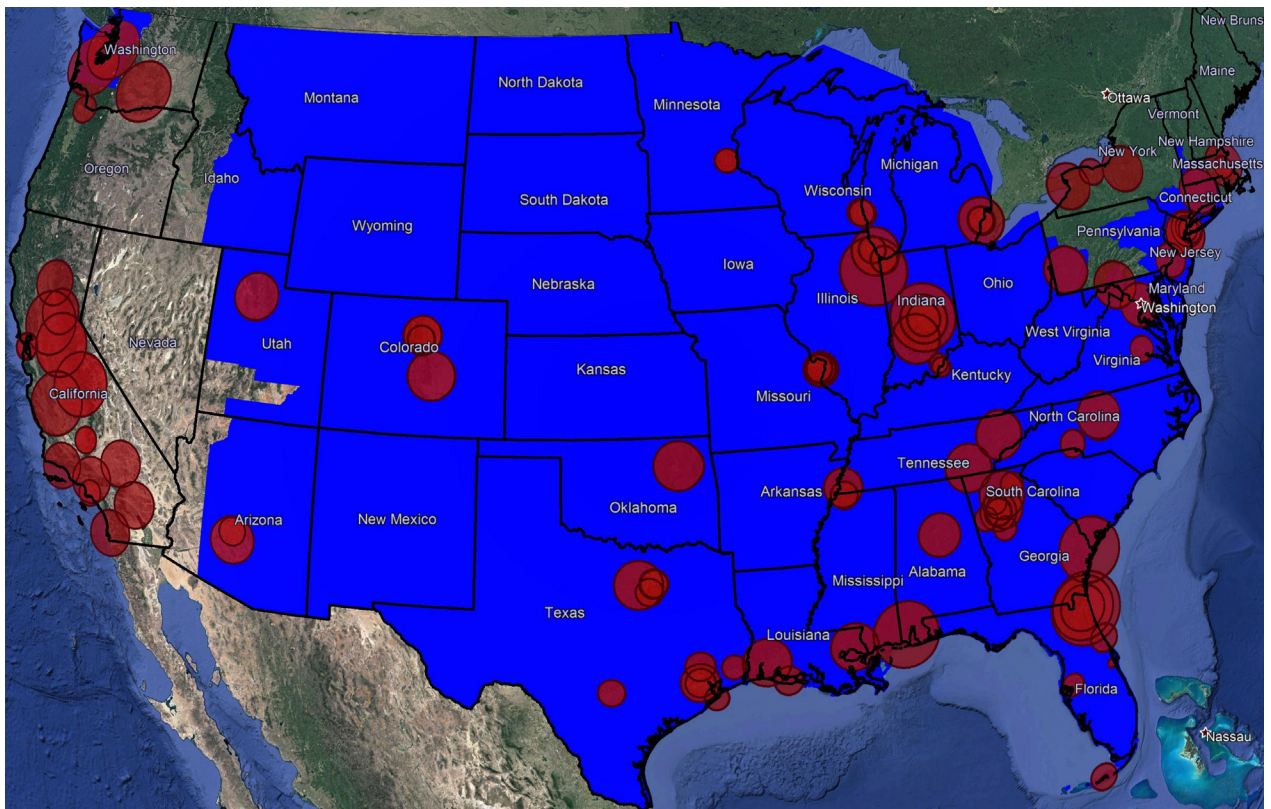 New Bruns
Washington
Maine
North Dakota
Montana
Minnesota
Ottawa
Vermont
New Hampshire
New York
Michigan
Massachusetts
Oregon
Idaho
Wisconsin
Connecticut
South Dakota
Wyoming
Pennsylvania
New Jersey
Iowa
Nebraska
Ohio
Maryland
Illinois
Indiana
Washington
West Virginia
Nevada
Utah
Colorado
Virginia
Kansas
Kentucky
California
Missouri
North Carolina
Tennessee
Arkansas
South Carolina
Oklahoma
Arizona
New Mexico
Georgia
Alabama
Mississippi
Texas
Louisiana
Florida
Nassau